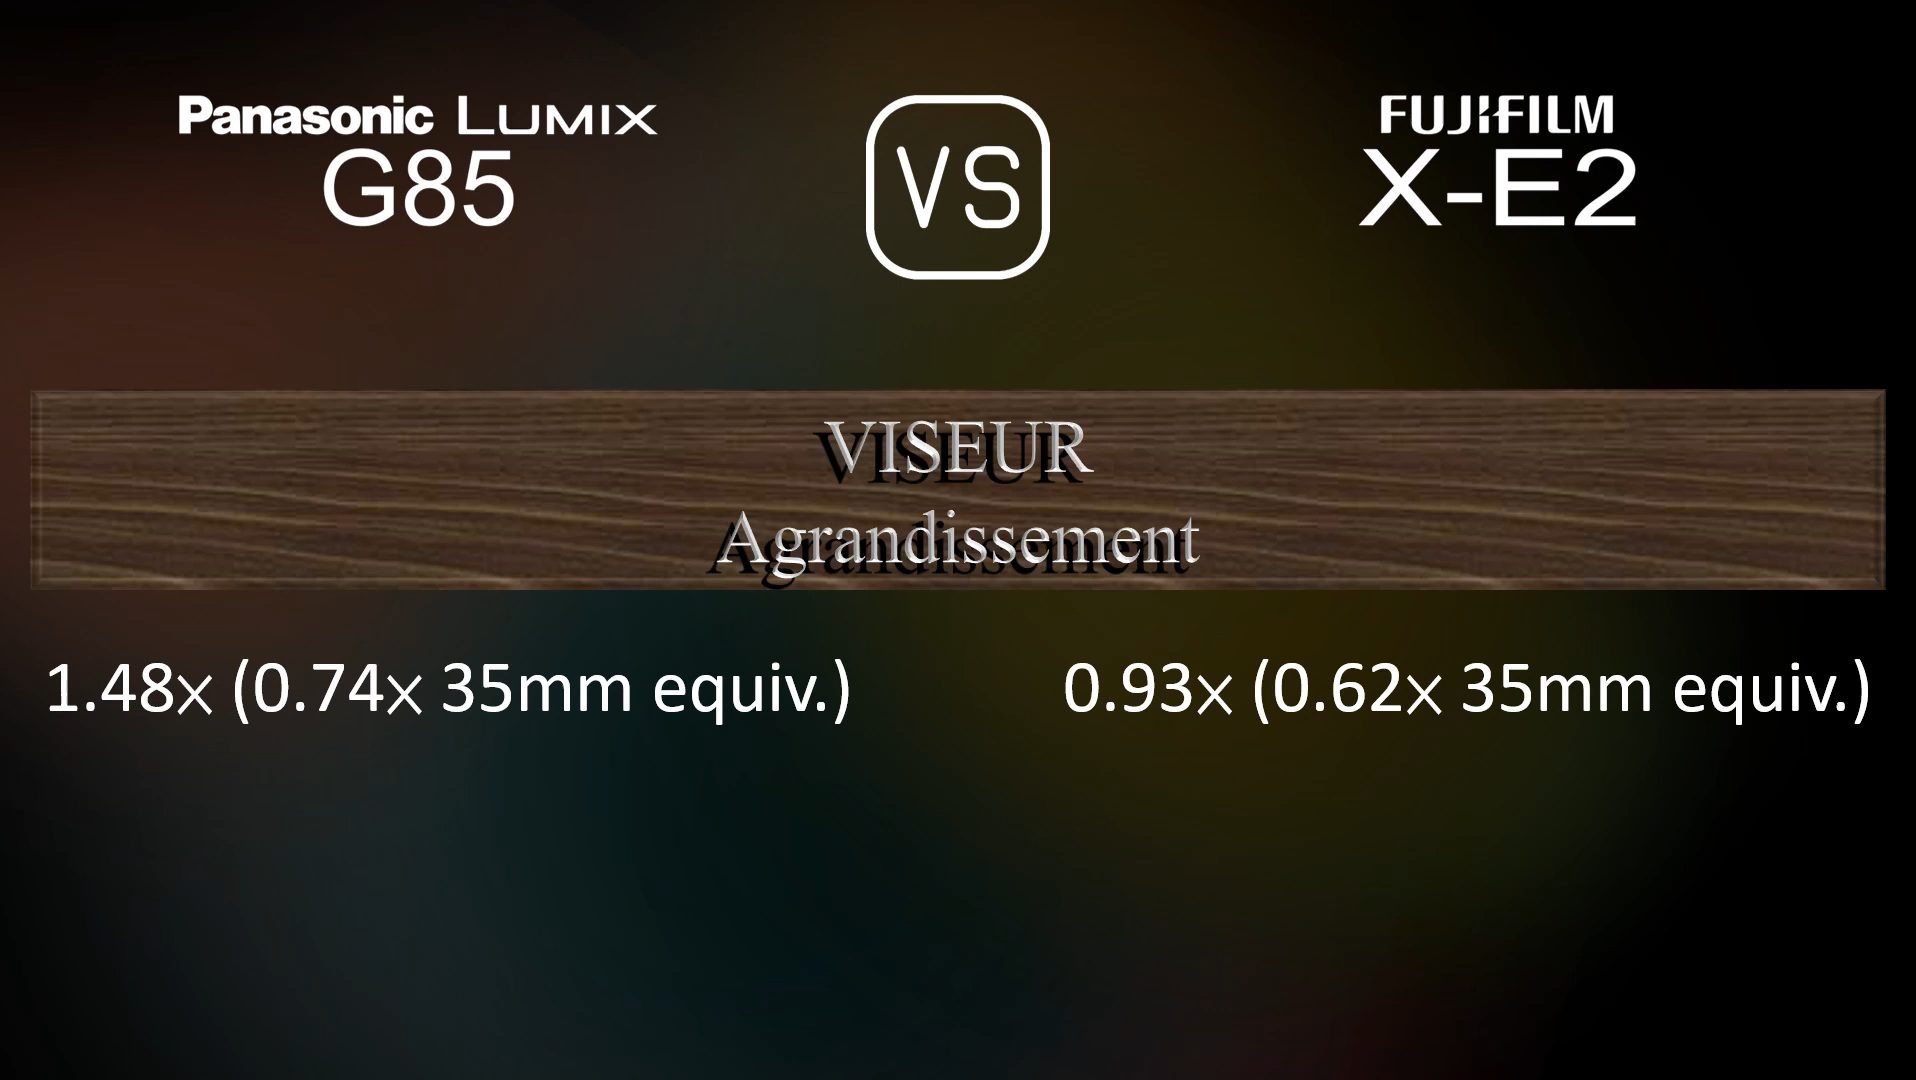 Panasonic LUMIX
G85
VS
FUJIFILM
X-E2
VISEUR
Agrandissement
1.48x (0.74x 35mm equiv.)
0.93x (0.62x 35mm equiv.)